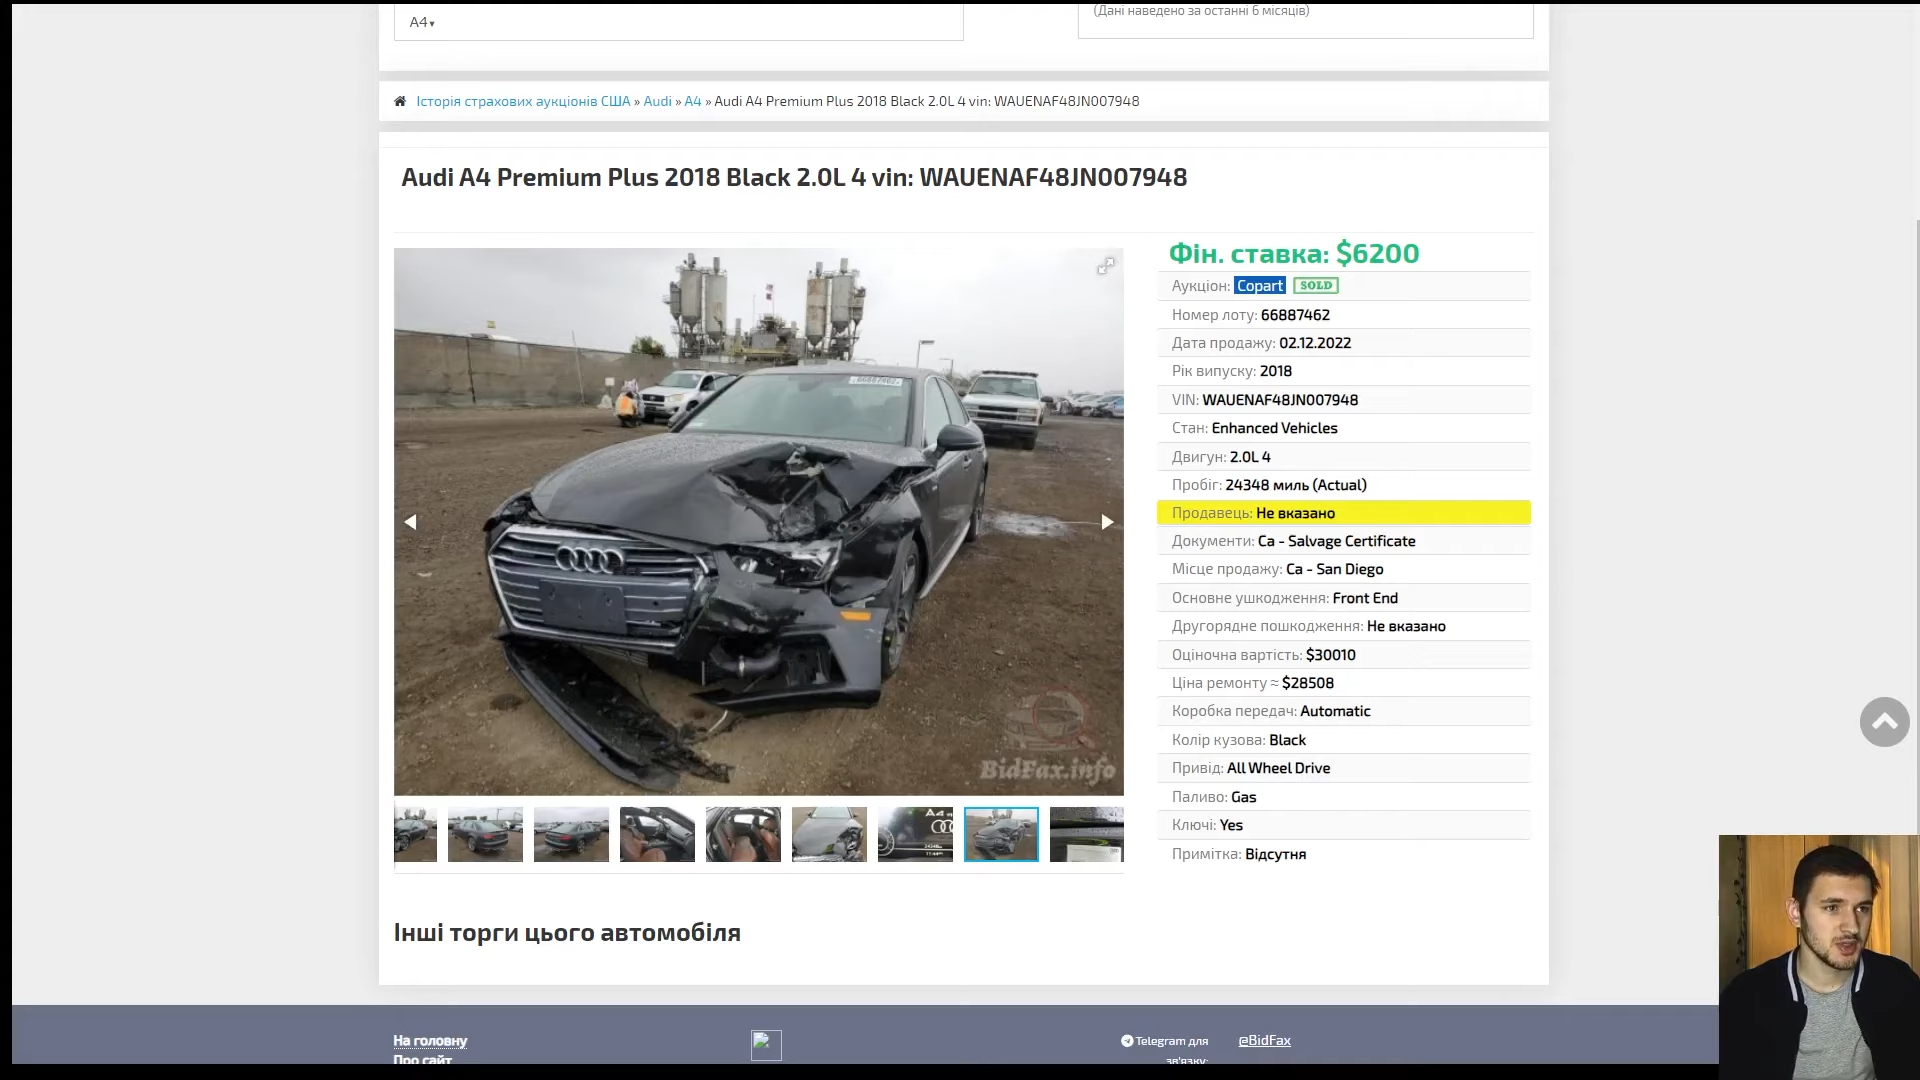 A4▾
(Дані наведено за останні 6 місяців)
Історія страхових аукціонів США » Audi » A4 » Audi A4 Premium Plus 2018 Black 2.0L 4 vin: WAUENAF48JN007948
Audi A4 Premium Plus 2018 Black 2.0L 4 vin: WAUENAF48JN007948
Фін. ставка: $6200
Аукціон: Copart SOLD
Номер лоту: 66887462
Дата продажу: 02.12.2022
Рік випуску: 2018
VIN: WAUENAF48JN007948
Стан: Enhanced Vehicles
Двигун: 2.0L 4
Пробіг: 24348 миль (Actual)
Продавець: Не вказано
Документи: Ca - Salvage Certificate
Місце продажу: Ca - San Diego
Основне ушкодження: Front End
Другорядне пошкодження: Не вказано
Оціночна вартість: $30010
Ціна ремонту ≈ $28508
Коробка передач: Automatic
Колір кузова: Black
Привід: All Wheel Drive
Паливо: Gas
Ключі: Yes
Примітка: Відсутня
66887462
BidFax.info
A4
Інші торги цього автомобіля
На головну
Про сайт
Telegram для
зв'язку:
@BidFax